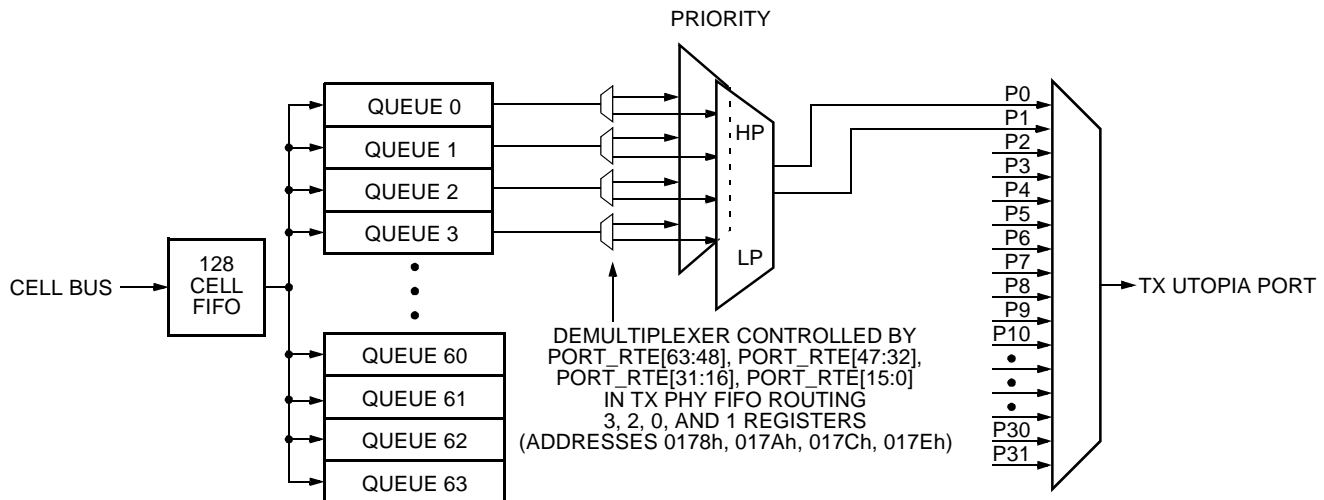 PRIORITY
QUEUE 0
QUEUE 1
QUEUE 2
QUEUE 3
HP
LP
P0
P1
P2
P3
P4
P5
P6
P7
P8
P9
P10
P30
P31
CELL BUS
128
CELL
FIFO
TX UTOPIA PORT
QUEUE 60
QUEUE 61
QUEUE 62
QUEUE 63
DEMULTIPLEXER CONTROLLED BY
PORT_RTE[63:48], PORT_RTE[47:32],
PORT_RTE[31:16], PORT_RTE[15:0]
IN TX PHY FIFO ROUTING
3, 2, 0, AND 1 REGISTERS
(ADDRESSES 0178h, 017Ah, 017Ch, 017Eh)